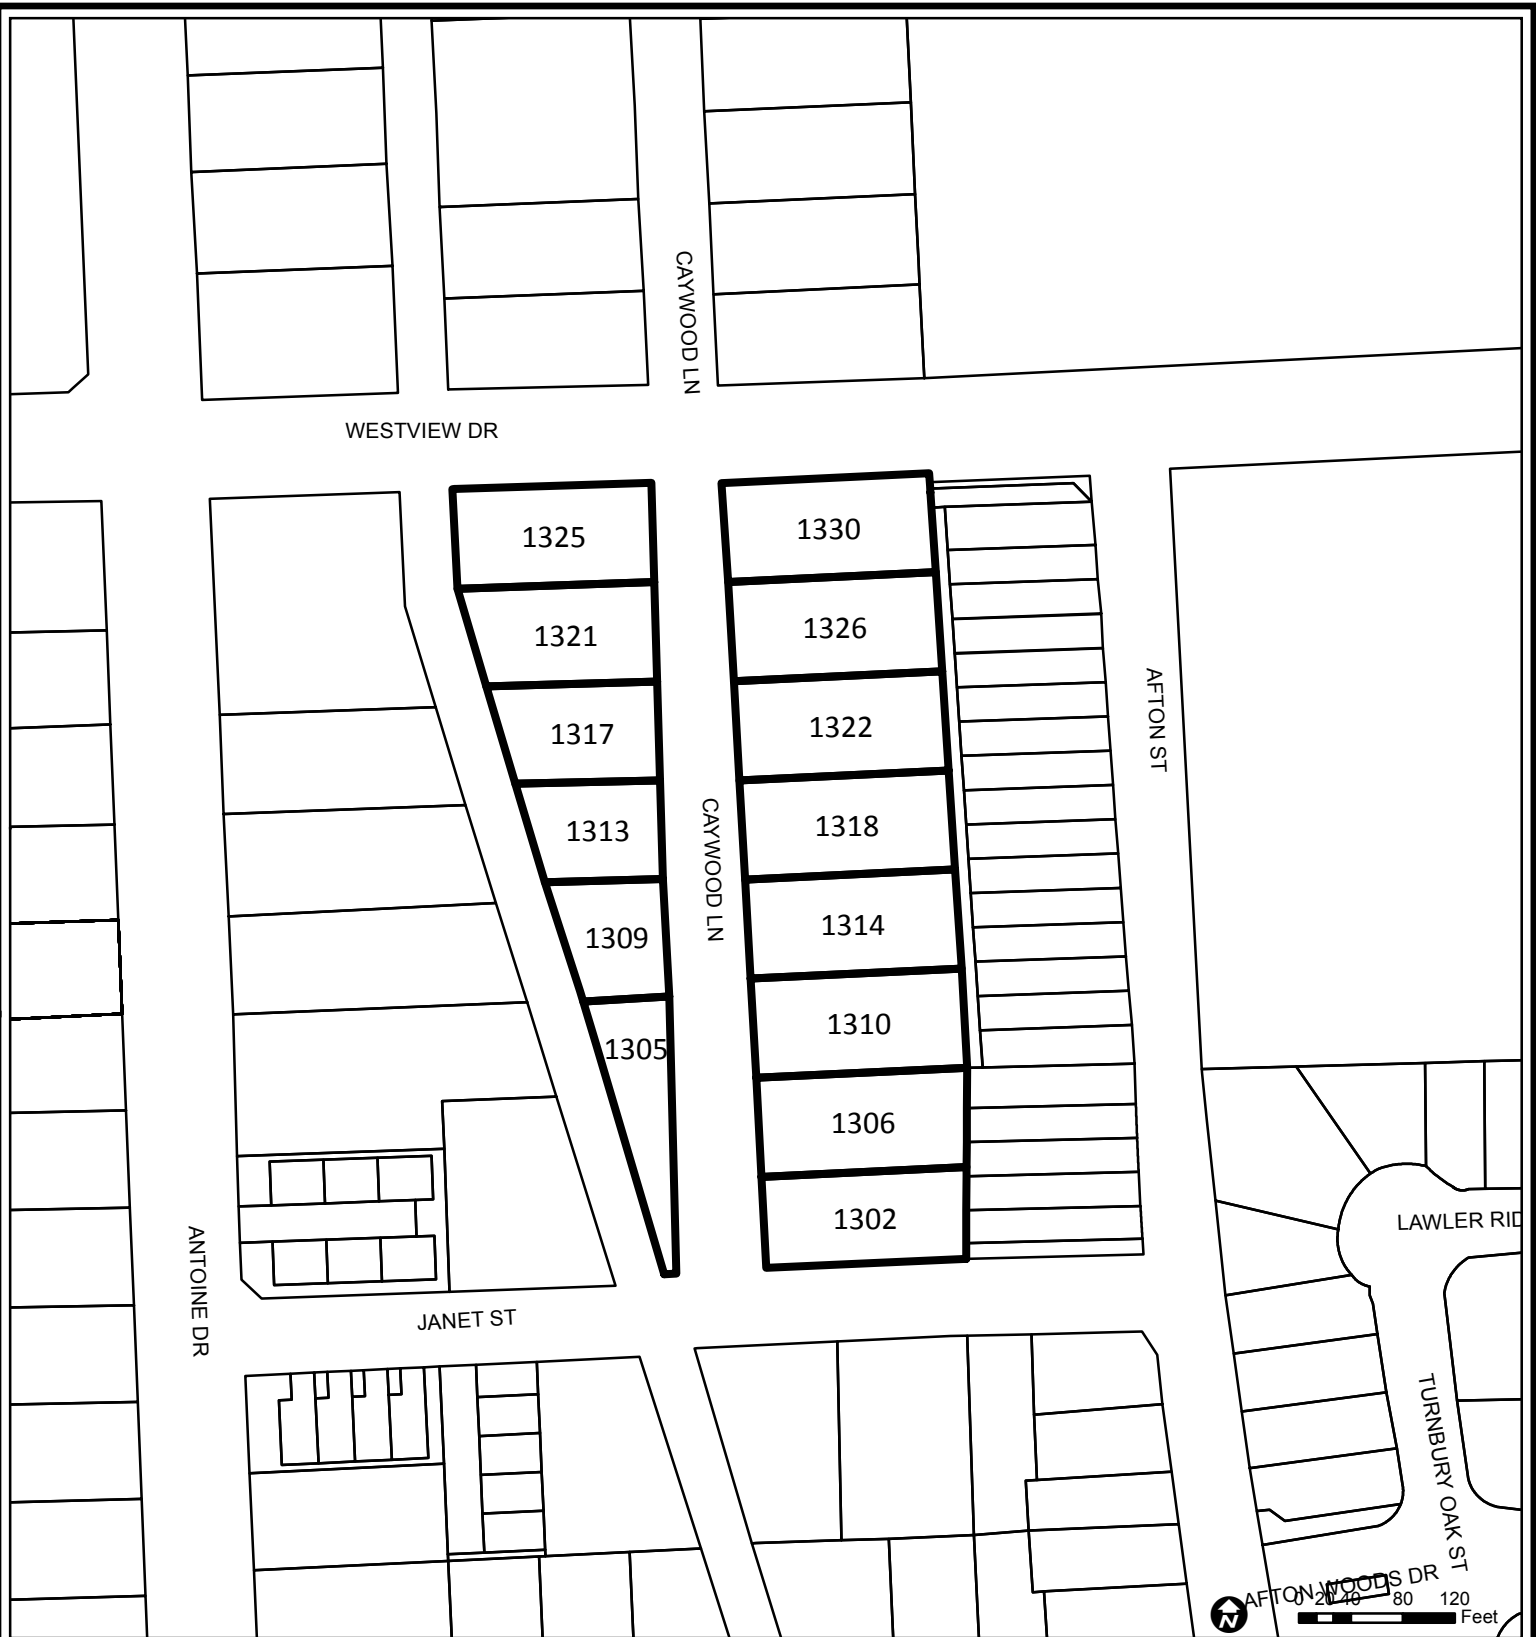 CAYWOOD LN
WESTVIEW DR
1325
1330
1321
1326
1317
1322
AFTON ST
1313
1318
CAYWOOD LN
1309
1314
1305
1310
1306
1302
LAWLER RID
ANTOINE DR
JANET ST
TURNBURY OAK ST
AFTON WOODS DR
0 20 40 80 120
Feet
N